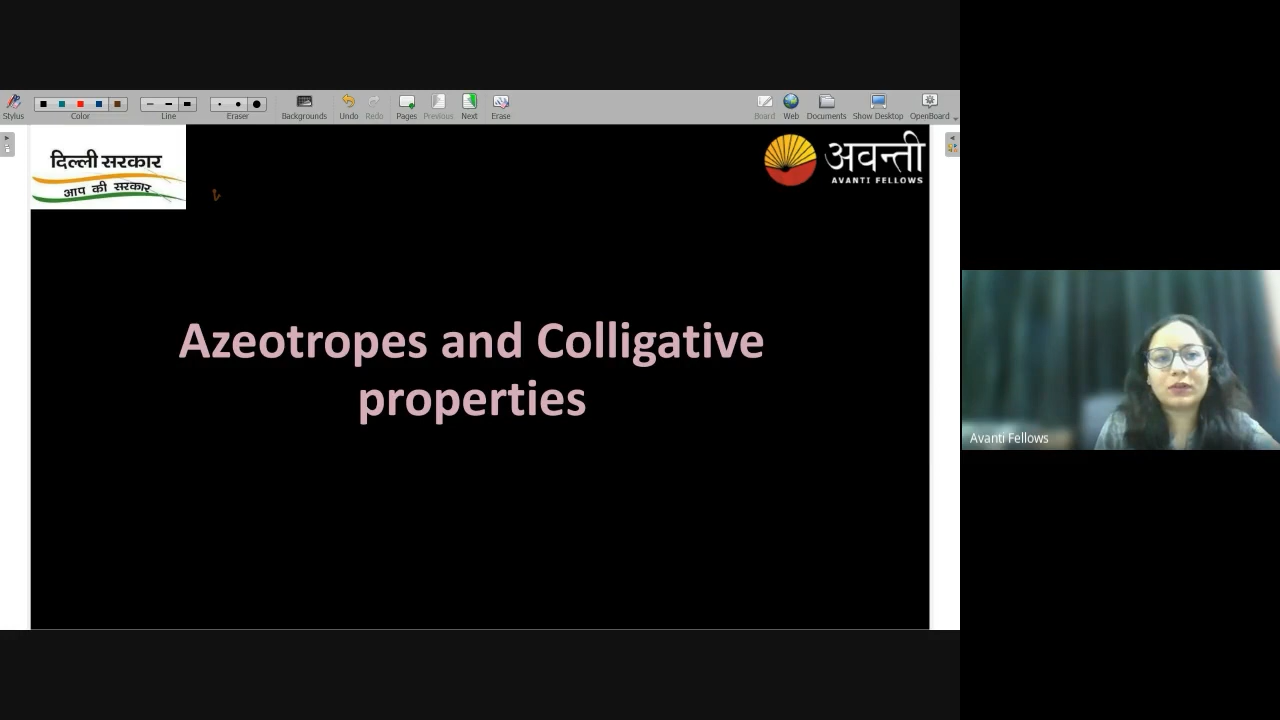 Stylus
Color
Line
Eraser
Backgrounds
Undo
Redo
Pages
Previous
Next
Erase
Board
Web
Documents
Show Desktop
OpenBoard
दिल्ली सरकार
आप की सरकार
अवन्ती
AVANTI FELLOWS
Azeotropes and Colligative
properties
Avanti Fellows